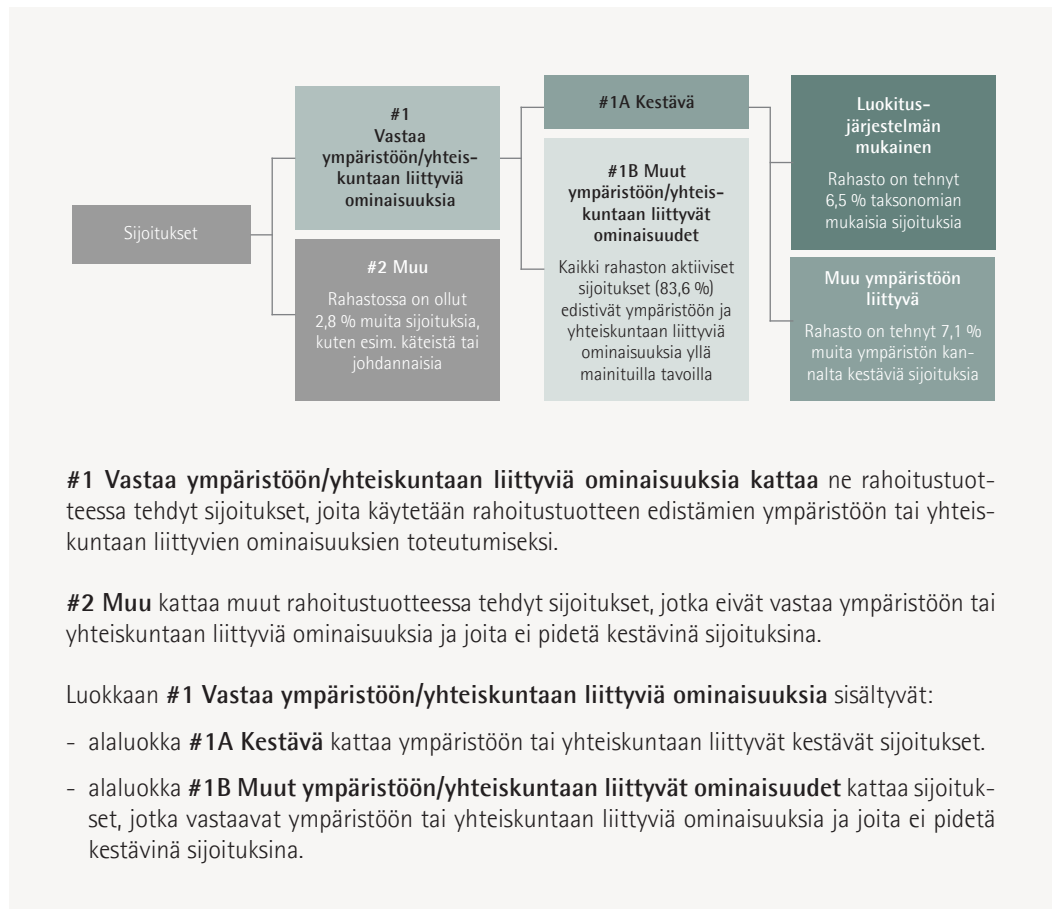 Sijoitukset
#1
Vastaa
ympäristöön/yhteis-
kuntaan liittyviä
ominaisuuksia
#2 Muu
Rahastossa on ollut
2,8 % muita sijoituksia,
kuten esim. käteistä tai
johdannaisia
#1A Kestävä
#1B Muut
ympäristöön/yhteis-
kuntaan liittyvät
ominaisuudet
Kaikki rahaston aktiiviset
sijoitukset (83,6 %)
edistivät ympäristöön ja
yhteiskuntaan liittyviä
ominaisuuksia yllä
mainituilla tavoilla
Luokitus-
järjestelmän
mukainen
Rahasto on tehnyt
6,5 % taksonomian
mukaisia sijoituksia
Muu ympäristöön
liittyvä
Rahasto on tehnyt 7,1 %
muita ympäristön kan-
nalta kestäviä sijoituksia
#1 Vastaa ympäristöön/yhteiskuntaan liittyviä ominaisuuksia kattaa ne rahoitustuot-
teessa tehdyt sijoitukset, joita käytetään rahoitustuotteen edistämien ympäristöön tai yhteis-
kuntaan liittyvien ominaisuuksien toteutumiseksi.
#2 Muu kattaa muut rahoitustuotteessa tehdyt sijoitukset, jotka eivät vastaa ympäristöön tai
yhteiskuntaan liittyviä ominaisuuksia ja joita ei pidetä kestävinä sijoituksina.
Luokkaan #1 Vastaa ympäristöön/yhteiskuntaan liittyviä ominaisuuksia sisältyvät:
- alaluokka #1A Kestävä kattaa ympäristöön tai yhteiskuntaan liittyvät kestävät sijoitukset.
- alaluokka #1B Muut ympäristöön/yhteiskuntaan liittyvät ominaisuudet kattaa sijoituk-
set, jotka vastaavat ympäristöön tai yhteiskuntaan liittyviä ominaisuuksia ja joita ei pidetä
kestävinä sijoituksina.